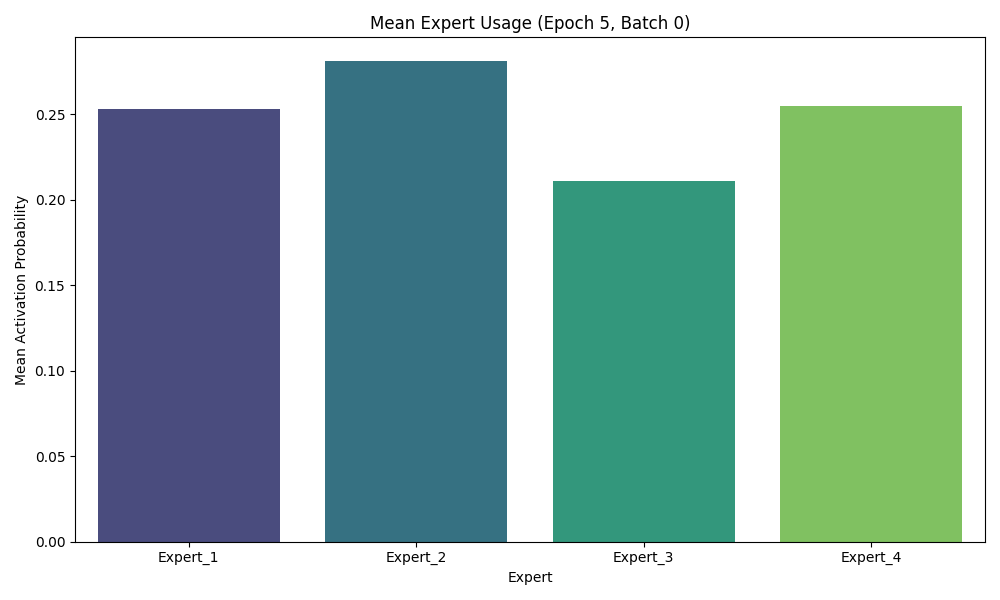 Mean Expert Usage (Epoch 5, Batch 0)
Mean Activation Probability
0.25
0.20
0.15
0.10
0.05
0.00
Expert_1 Expert_2 Expert_3 Expert_4
Expert